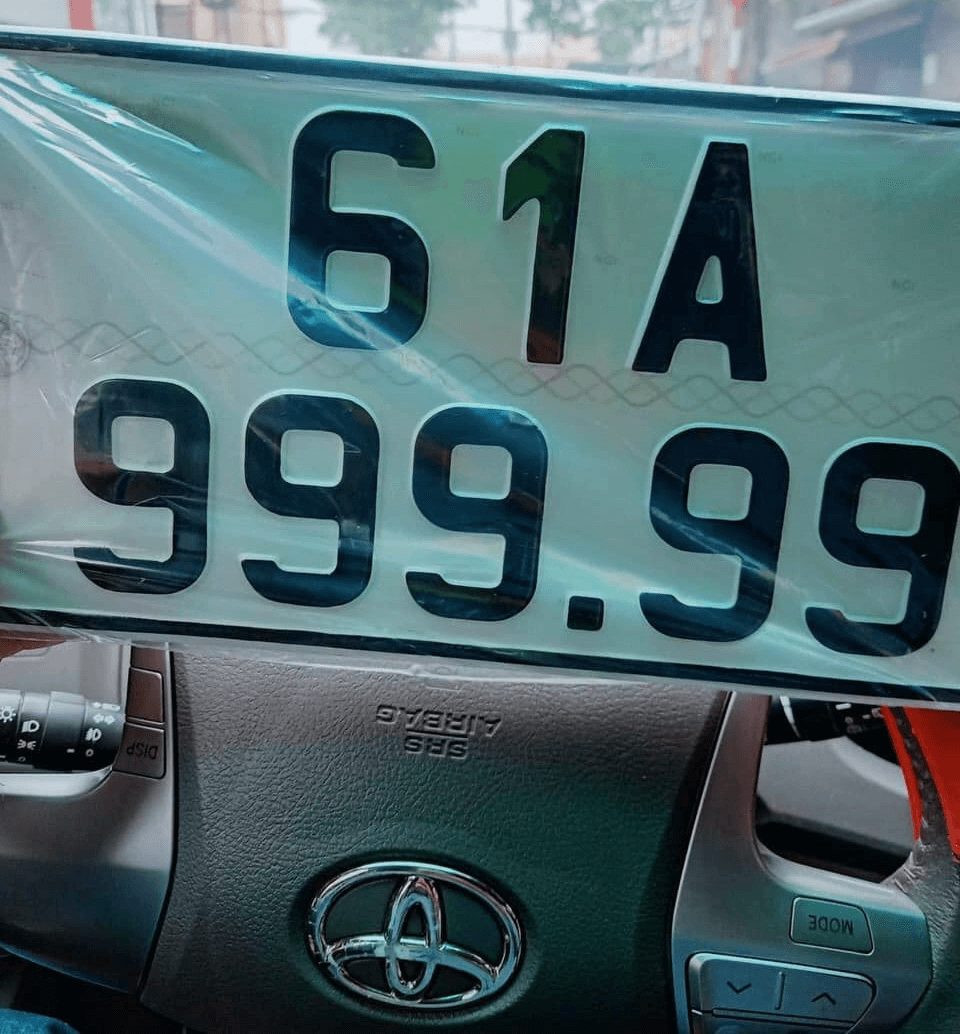 61A
999.99
SRS
AIRBAG
DISP
MODE